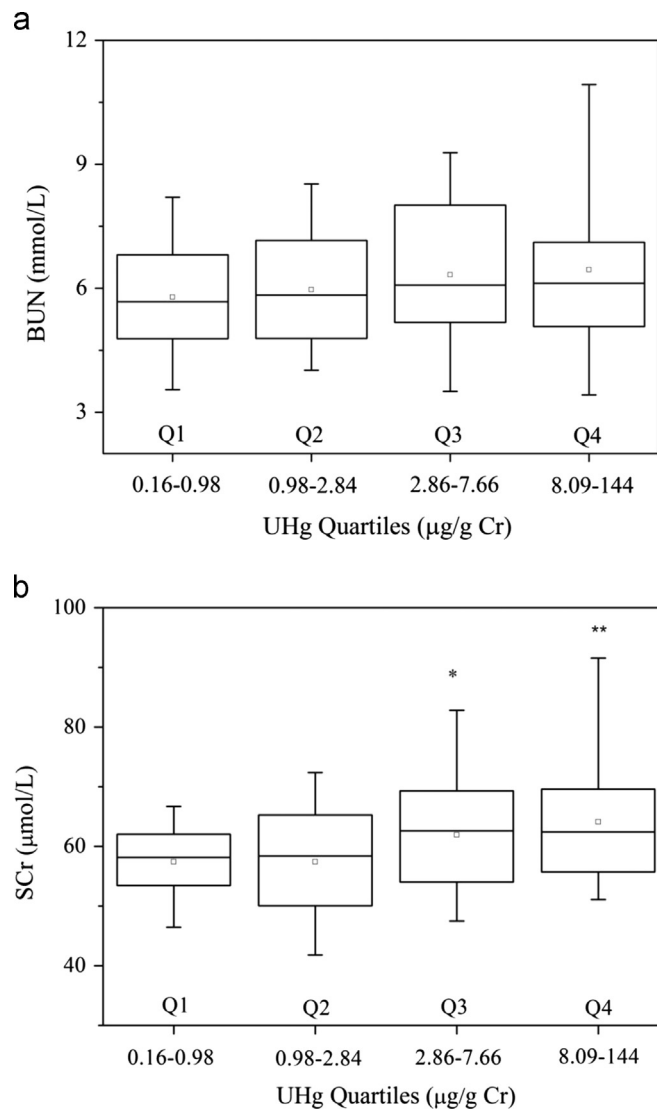 a
12
9
6
3
BUN (mmol/L)
Q1 Q2 Q3 Q4
0.16-0.98 0.98-2.84 2.86-7.66 8.09-144
UHg Quartiles (μg/g Cr)
b
100
80
60
40
SCr (μmol/L)
* **
Q1 Q2 Q3 Q4
0.16-0.98 0.98-2.84 2.86-7.66 8.09-144
UHg Quartiles (μg/g Cr)